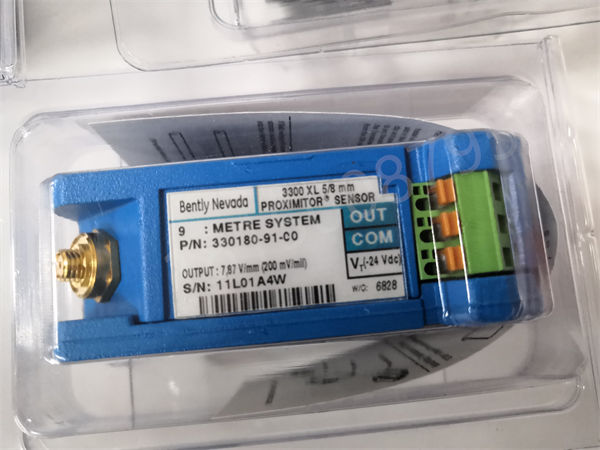 Bently Nevada
3300 XL 5/8 mm
PROXIMITOR® SENSOR
9 : METRE SYSTEM
P/N: 330180-91-C0
OUT
COM
OUTPUT : 7,87 V/mm (200 mV/mil)
VT(-24 Vdc)
S/N: 11L01A4W
W/C: 6828